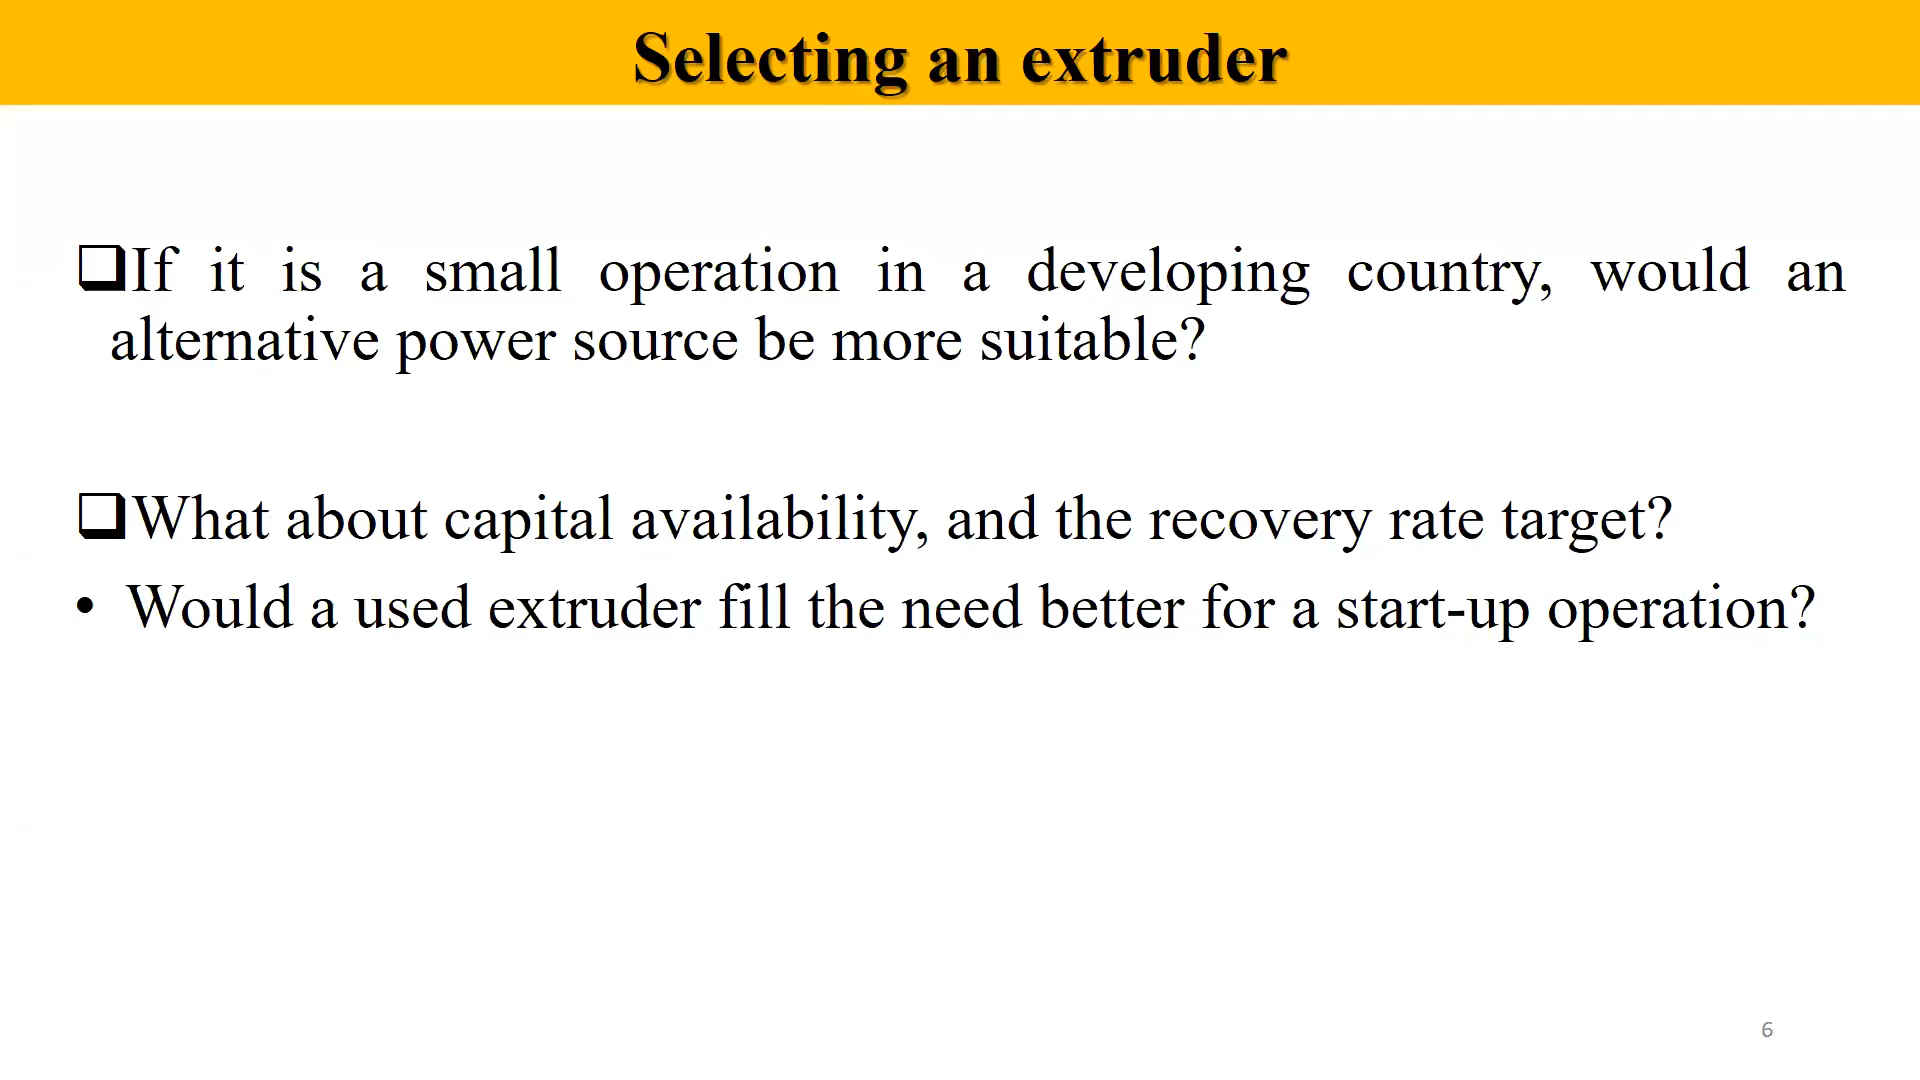 Selecting an extruder
❑If it is a small operation in a developing country, would an
alternative power source be more suitable?
❑What about capital availability, and the recovery rate target?
• Would a used extruder fill the need better for a start-up operation?
6